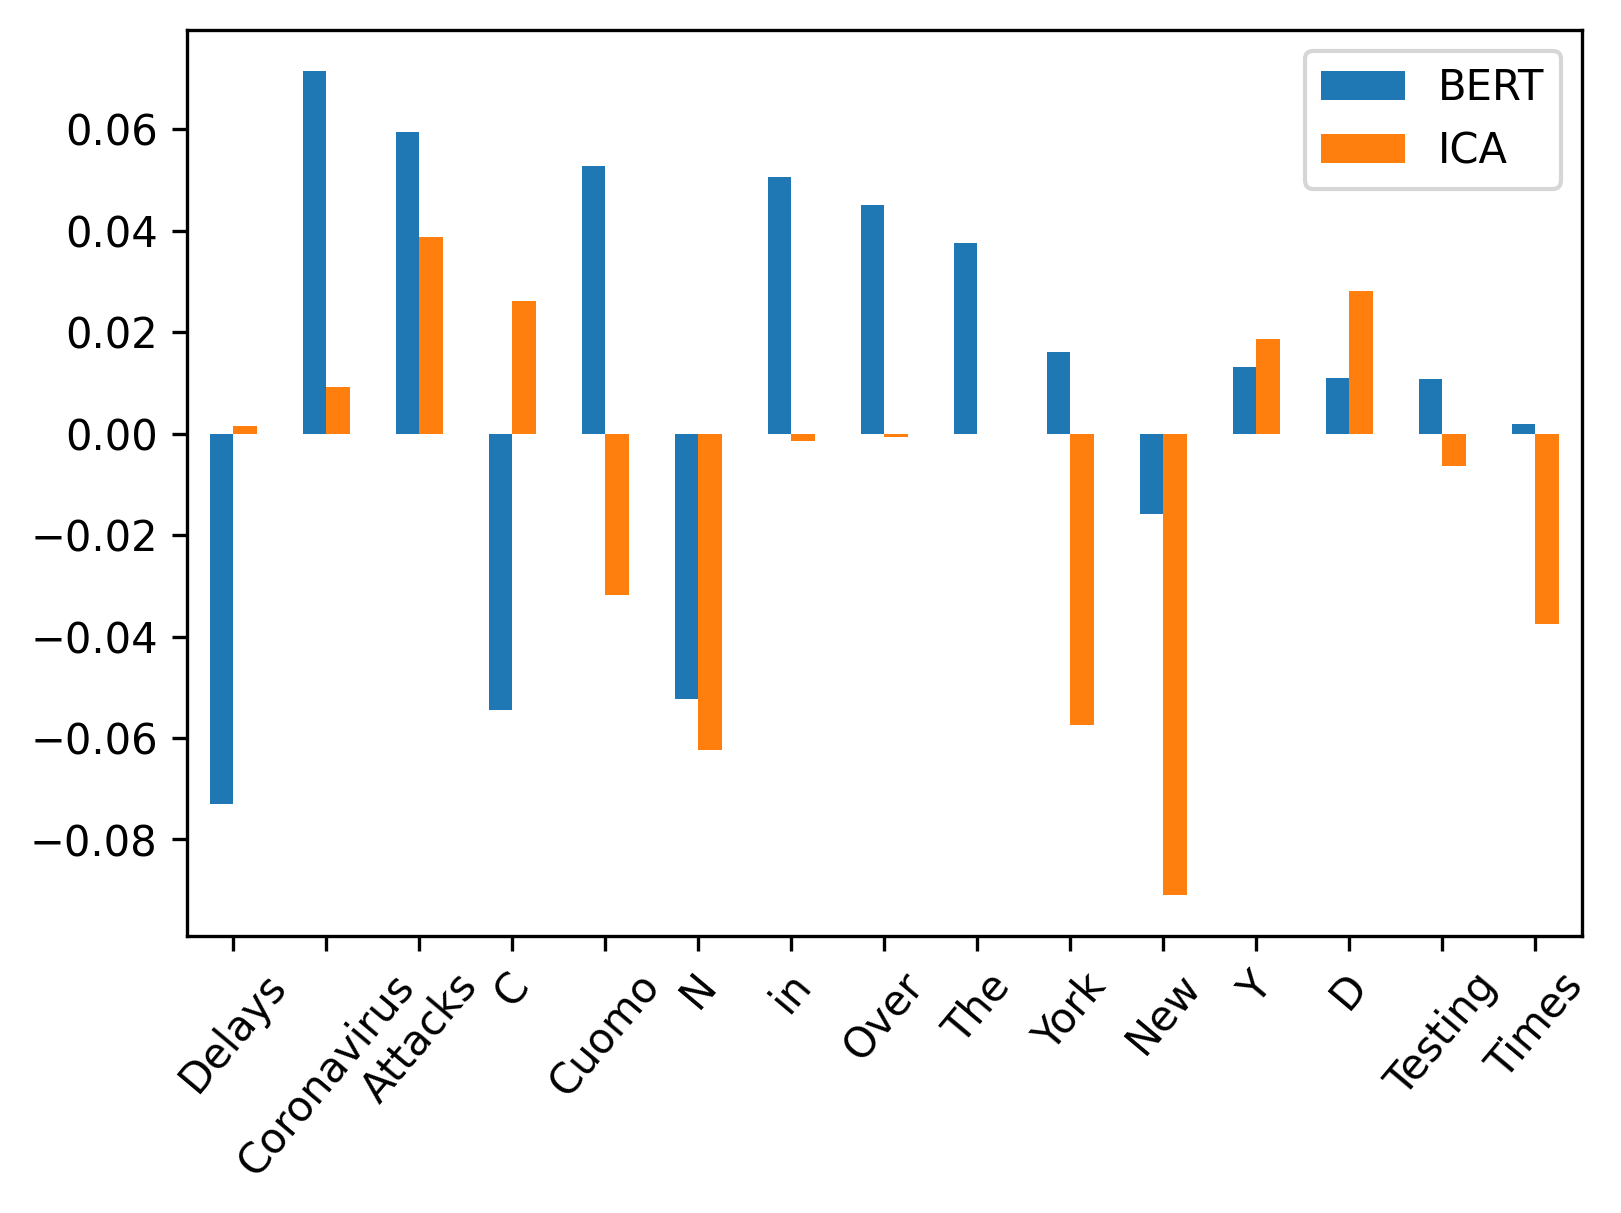 BERT
ICA
0.06
0.04
0.02
0.00
−0.02
−0.04
−0.06
−0.08
Delays
Coronavirus
Attacks
C
Cuomo
N
in
Over
The
York
New
Y
D
Testing
Times